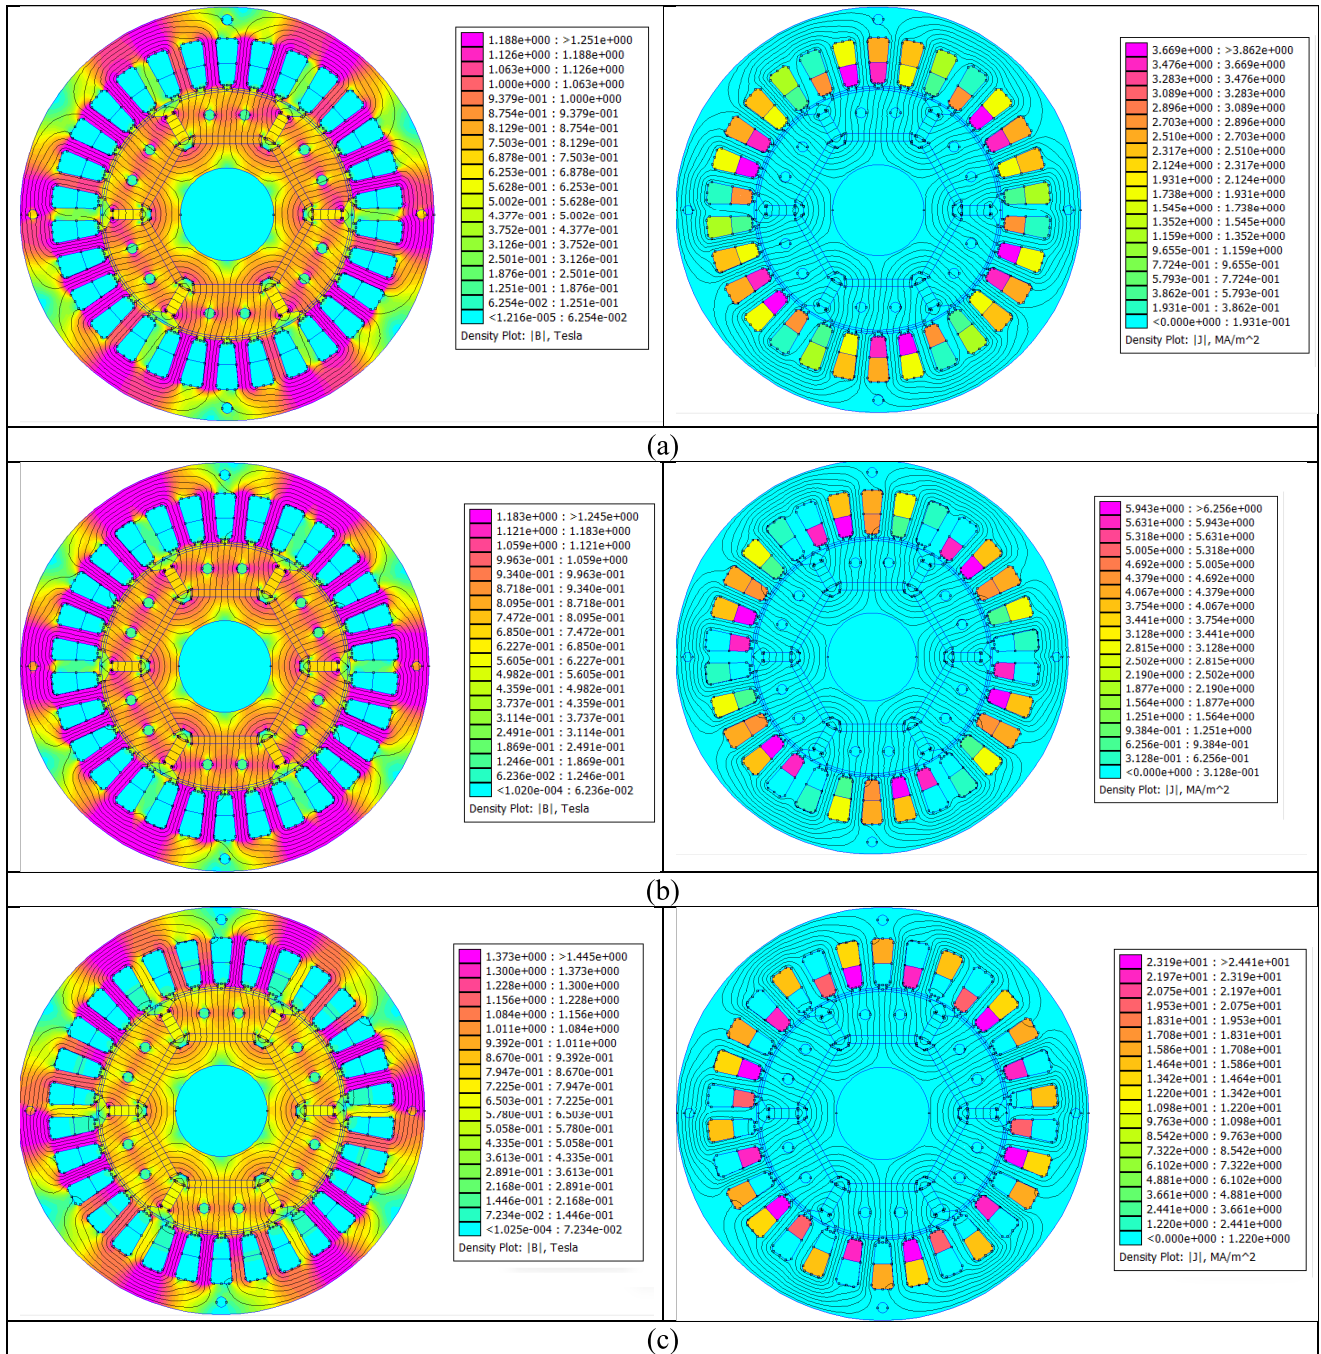 1.188e+000 : >1.251e+000
1.126e+000 : 1.188e+000
1.063e+000 : 1.126e+000
1.000e+000 : 1.063e+000
9.379e-001 : 1.000e+000
8.754e-001 : 9.379e-001
8.129e-001 : 8.754e-001
7.503e-001 : 8.129e-001
6.878e-001 : 7.503e-001
6.253e-001 : 6.878e-001
5.628e-001 : 6.253e-001
5.002e-001 : 5.628e-001
4.377e-001 : 5.002e-001
3.752e-001 : 4.377e-001
3.126e-001 : 3.752e-001
2.501e-001 : 3.126e-001
1.876e-001 : 2.501e-001
1.251e-001 : 1.876e-001
6.254e-002 : 1.251e-001
<1.216e-005 : 6.254e-002
Density Plot: |B|, Tesla
3.669e+000 : >3.862e+000
3.476e+000 : 3.669e+000
3.283e+000 : 3.476e+000
3.089e+000 : 3.283e+000
2.896e+000 : 3.089e+000
2.703e+000 : 2.896e+000
2.510e+000 : 2.703e+000
2.317e+000 : 2.510e+000
2.124e+000 : 2.317e+000
1.931e+000 : 2.124e+000
1.738e+000 : 1.931e+000
1.545e+000 : 1.738e+000
1.352e+000 : 1.545e+000
1.159e+000 : 1.352e+000
9.655e-001 : 1.159e+000
7.724e-001 : 9.655e-001
5.793e-001 : 7.724e-001
3.862e-001 : 5.793e-001
1.931e-001 : 3.862e-001
<0.000e+000 : 1.931e-001
Density Plot: |J|, MA/m^2
(a)
1.183e+000 : >1.245e+000
1.121e+000 : 1.183e+000
1.059e+000 : 1.121e+000
9.963e-001 : 1.059e+000
9.340e-001 : 9.963e-001
8.718e-001 : 9.340e-001
8.095e-001 : 8.718e-001
7.472e-001 : 8.095e-001
6.850e-001 : 7.472e-001
6.227e-001 : 6.850e-001
5.605e-001 : 6.227e-001
4.982e-001 : 5.605e-001
4.359e-001 : 4.982e-001
3.737e-001 : 4.359e-001
3.114e-001 : 3.737e-001
2.491e-001 : 3.114e-001
1.869e-001 : 2.491e-001
1.246e-001 : 1.869e-001
6.236e-002 : 1.246e-001
<1.020e-004 : 6.236e-002
Density Plot: |B|, Tesla
5.943e+000 : >6.256e+000
5.631e+000 : 5.943e+000
5.318e+000 : 5.631e+000
5.005e+000 : 5.318e+000
4.692e+000 : 5.005e+000
4.379e+000 : 4.692e+000
4.067e+000 : 4.379e+000
3.754e+000 : 4.067e+000
3.441e+000 : 3.754e+000
3.128e+000 : 3.441e+000
2.815e+000 : 3.128e+000
2.502e+000 : 2.815e+000
2.190e+000 : 2.502e+000
1.877e+000 : 2.190e+000
1.564e+000 : 1.877e+000
1.251e+000 : 1.564e+000
9.384e-001 : 1.251e+000
6.256e-001 : 9.384e-001
3.128e-001 : 6.256e-001
<0.000e+000 : 3.128e-001
Density Plot: |J|, MA/m^2
(b)
1.373e+000 : >1.445e+000
1.300e+000 : 1.373e+000
1.228e+000 : 1.300e+000
1.156e+000 : 1.228e+000
1.084e+000 : 1.156e+000
1.011e+000 : 1.084e+000
9.392e-001 : 1.011e+000
8.670e-001 : 9.392e-001
7.947e-001 : 8.670e-001
7.225e-001 : 7.947e-001
6.503e-001 : 7.225e-001
5.780e-001 : 6.503e-001
5.058e-001 : 5.780e-001
4.335e-001 : 5.058e-001
3.613e-001 : 4.335e-001
2.891e-001 : 3.613e-001
2.168e-001 : 2.891e-001
1.446e-001 : 2.168e-001
7.234e-002 : 1.446e-001
<1.025e-004 : 7.234e-002
Density Plot: |B|, Tesla
2.319e+001 : >2.441e+001
2.197e+001 : 2.319e+001
2.075e+001 : 2.197e+001
1.953e+001 : 2.075e+001
1.831e+001 : 1.953e+001
1.708e+001 : 1.831e+001
1.586e+001 : 1.708e+001
1.464e+001 : 1.586e+001
1.342e+001 : 1.464e+001
1.220e+001 : 1.342e+001
1.098e+001 : 1.220e+001
9.763e+000 : 1.098e+001
8.542e+000 : 9.763e+000
7.322e+000 : 8.542e+000
6.102e+000 : 7.322e+000
4.881e+000 : 6.102e+000
3.661e+000 : 4.881e+000
2.441e+000 : 3.661e+000
1.220e+000 : 2.441e+000
<0.000e+000 : 1.220e+000
Density Plot: |J|, MA/m^2
(c)